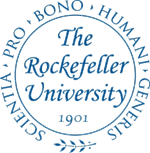 SCIENTIA · PRO · BONO · HUMANI · GENERIS
The
Rockefeller
University
1901